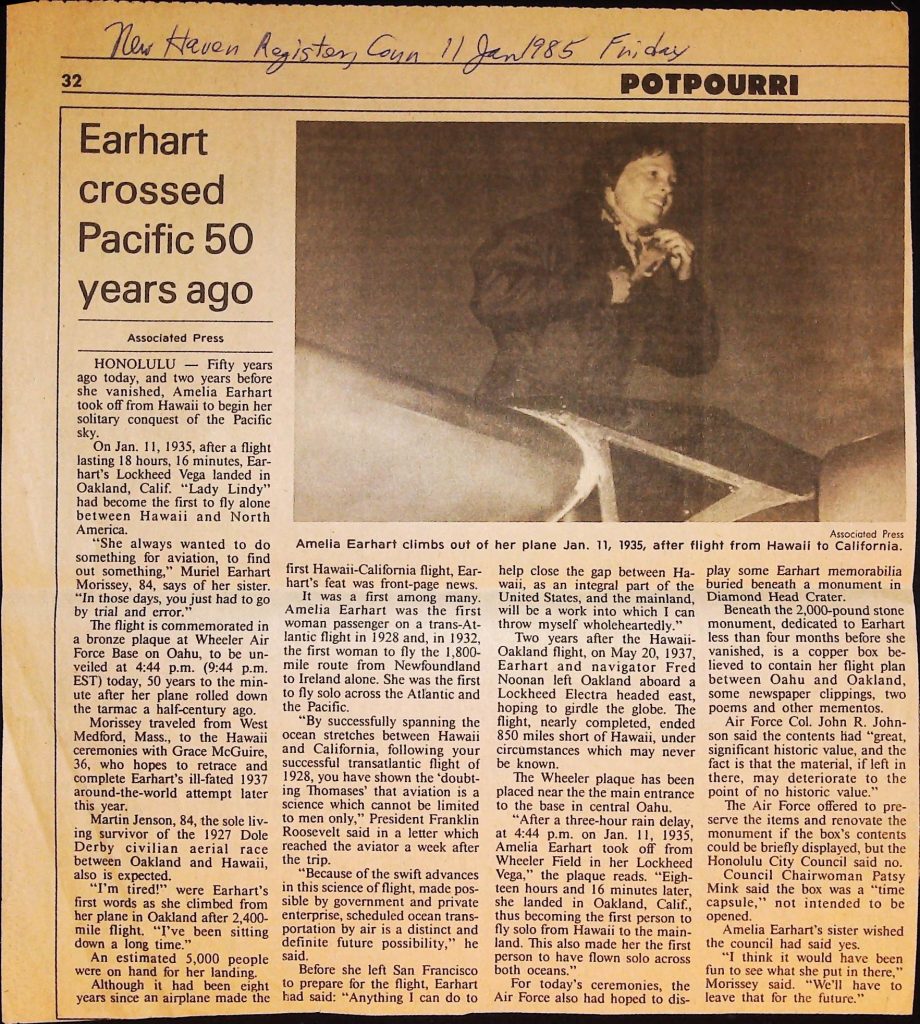 New Haven Register, Conn 11 Jan 1985 Friday
32
POTPOURRI
Earhart
crossed
Pacific 50
years ago
Associated Press
HONOLULU — Fifty years
ago today, and two years before
she vanished, Amelia Earhart
took off from Hawaii to begin her
solitary conquest of the Pacific
sky.
On Jan. 11, 1935, after a flight
lasting 18 hours, 16 minutes, Ear-
hart's Lockheed Vega landed in
Oakland, Calif. "Lady Lindy"
had become the first to fly alone
between Hawaii and North
America.
"She always wanted to do
something for aviation, to find
out something," Muriel Earhart
Morissey, 84, says of her sister.
"In those days, you just had to go
by trial and error."
The flight is commemorated in
a bronze plaque at Wheeler Air
Force Base on Oahu, to be un-
veiled at 4:44 p.m. (9:44 p.m.
EST) today, 50 years to the min-
ute after her plane rolled down
the tarmac a half-century ago.
Morissey traveled from West
Medford, Mass., to the Hawaii
ceremonies with Grace McGuire,
36, who hopes to retrace and
complete Earhart's ill-fated 1937
around-the-world attempt later
this year.
Martin Jenson, 84, the sole liv-
ing survivor of the 1927 Dole
Derby civilian aerial race
between Oakland and Hawaii,
also is expected.
"I'm tired!" were Earhart's
first words as she climbed from
her plane in Oakland after 2,400-
mile flight. "I've been sitting
down a long time."
An estimated 5,000 people
were on hand for her landing.
Although it had been eight
years since an airplane made the
Associated Press
Amelia Earhart climbs out of her plane Jan. 11, 1935, after flight from Hawaii to California.
first Hawaii-California flight, Ear-
hart's feat was front-page news.
It was a first among many.
Amelia Earhart was the first
woman passenger on a trans-At-
lantic flight in 1928 and, in 1932,
the first woman to fly the 1,800-
mile route from Newfoundland
to Ireland alone. She was the first
to fly solo across the Atlantic and
the Pacific.
"By successfully spanning the
ocean stretches between Hawaii
and California, following your
successful transatlantic flight of
1928, you have shown the 'doubt-
ing Thomases' that aviation is a
science which cannot be limited
to men only," President Franklin
Roosevelt said in a letter which
reached the aviator a week after
the trip.
"Because of the swift advances
in this science of flight, made pos-
sible by government and private
enterprise, scheduled ocean trans-
portation by air is a distinct and
definite future possibility," he
said.
Before she left San Francisco
to prepare for the flight, Earhart
had said: "Anything I can do to
help close the gap between Ha-
waii, as an integral part of the
United States, and the mainland,
will be a work into which I can
throw myself wholeheartedly."
Two years after the Hawaii-
Oakland flight, on May 20, 1937,
Earhart and navigator Fred
Noonan left Oakland aboard a
Lockheed Electra headed east,
hoping to girdle the globe. The
flight, nearly completed, ended
850 miles short of Hawaii, under
circumstances which may never
be known.
The Wheeler plaque has been
placed near the the main entrance
to the base in central Oahu.
"After a three-hour rain delay,
at 4:44 p.m. on Jan. 11, 1935,
Amelia Earhart took off from
Wheeler Field in her Lockheed
Vega," the plaque reads. "Eigh-
teen hours and 16 minutes later,
she landed in Oakland, Calif.,
thus becoming the first person to
fly solo from Hawaii to the main-
land. This also made her the first
person to have flown solo across
both oceans."
For today's ceremonies, the
Air Force also had hoped to dis-
play some Earhart memorabilia
buried beneath a monument in
Diamond Head Crater.
Beneath the 2,000-pound stone
monument, dedicated to Earhart
less than four months before she
vanished, is a copper box be-
lieved to contain her flight plan
between Oahu and Oakland,
some newspaper clippings, two
poems and other mementos.
Air Force Col. John R. John-
son said the contents had "great,
significant historic value, and the
fact is that the material, if left in
there, may deteriorate to the
point of no historic value."
The Air Force offered to pre-
serve the items and renovate the
monument if the box's contents
could be briefly displayed, but the
Honolulu City Council said no.
Council Chairwoman Patsy
Mink said the box was a "time
capsule," not intended to be
opened.
Amelia Earhart's sister wished
the council had said yes.
"I think it would have been
fun to see what she put in there,"
Morissey said. "We'll have to
leave that for the future."